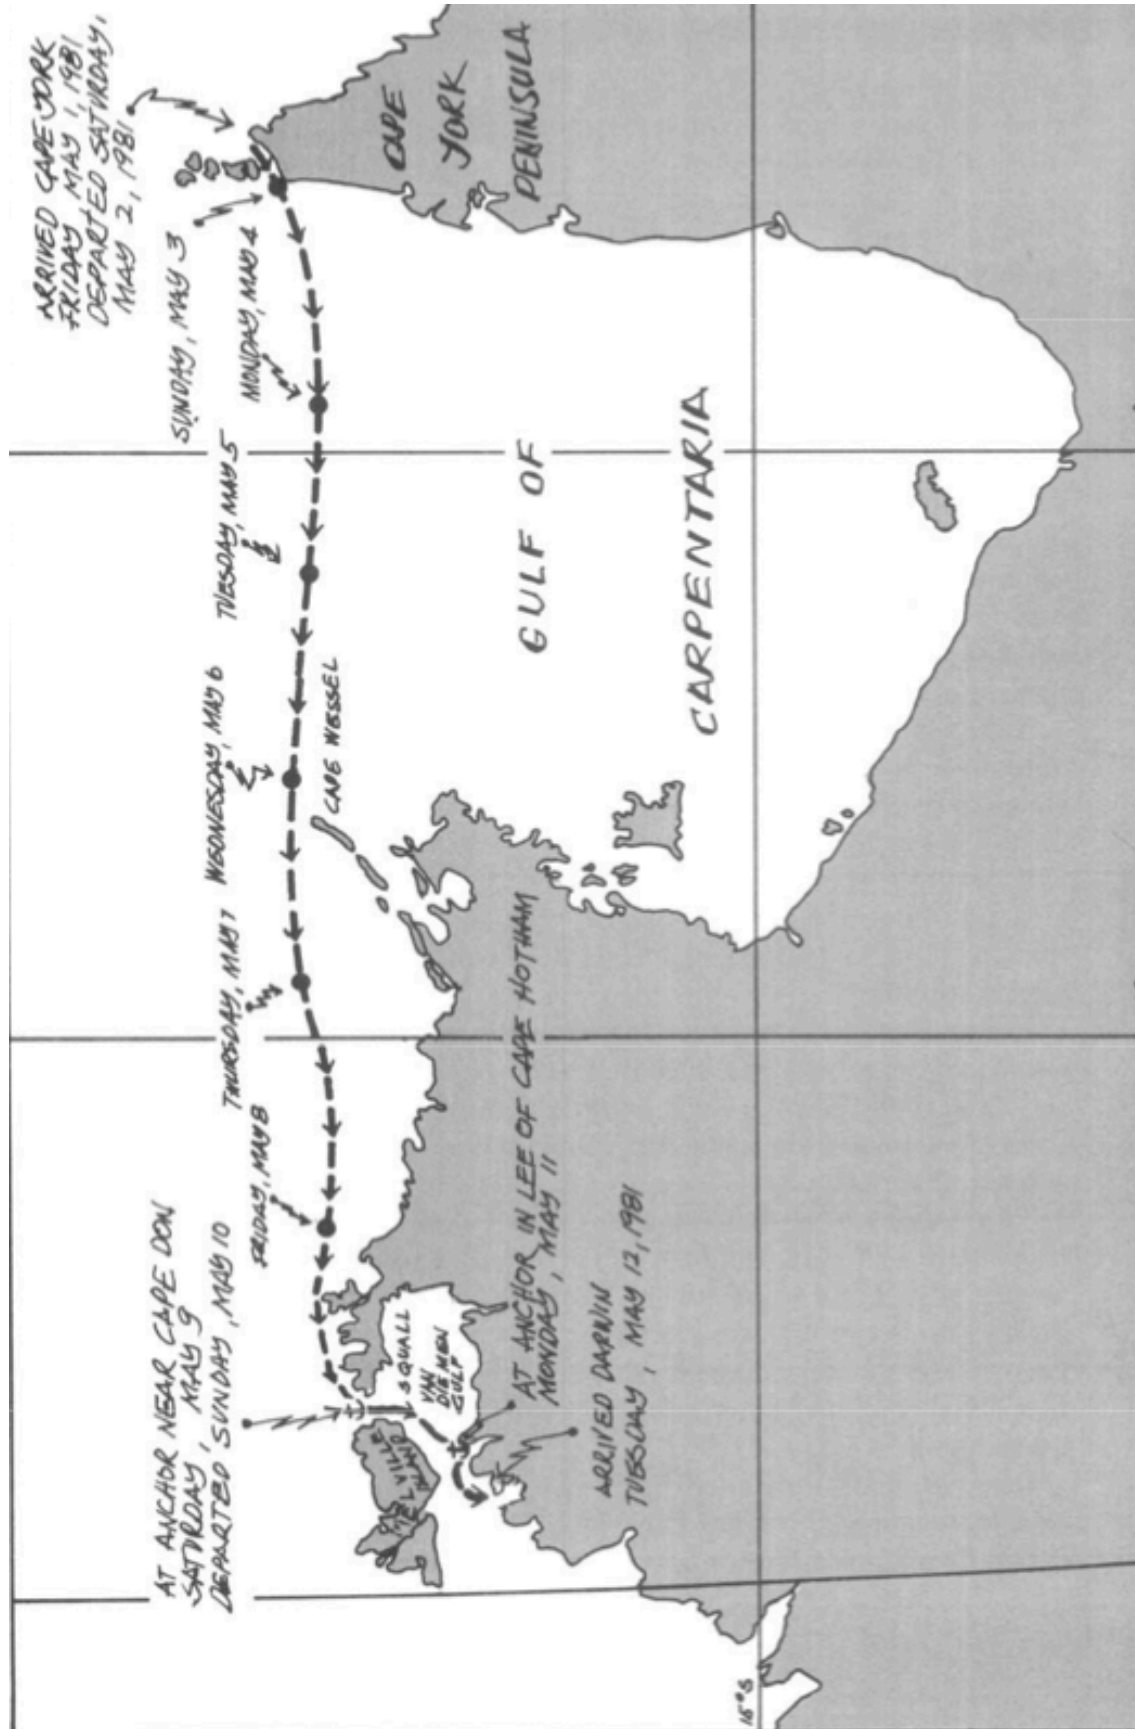 ARRIVED CAPE YORK
FRIDAY MAY 1, 1981
DEPARTED SATURDAY,
MAY 2, 1981
SUNDAY, MAY 3
MONDAY, MAY 4
TUESDAY, MAY 5
WEDNESDAY, MAY 6
THURSDAY, MAY 7
FRIDAY, MAY 8
AT ANCHOR NEAR CAPE DON
SATURDAY, MAY 9
DEPARTED SUNDAY, MAY 10
CAPE
YORK
PENINSULA
CAPE WESSEL
GULF OF
CARPENTARIA
SQUALL
VAN
DIEMEN
GULF
MELVILLE
ISLAND
AT ANCHOR IN LEE OF CAPE HOTHAM
MONDAY, MAY 11
ARRIVED DARWIN
TUESDAY, MAY 12, 1981
15°S